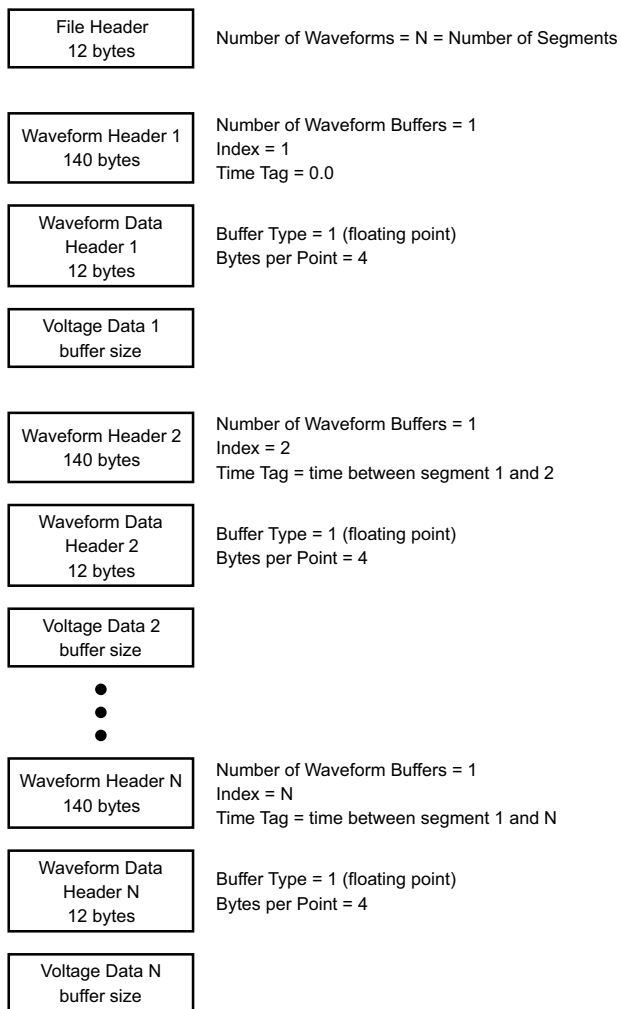 File Header
12 bytes
Number of Waveforms = N = Number of Segments
Waveform Header 1
140 bytes
Number of Waveform Buffers = 1
Index = 1
Time Tag = 0.0
Waveform Data
Header 1
12 bytes
Buffer Type = 1 (floating point)
Bytes per Point = 4
Voltage Data 1
buffer size
Waveform Header 2
140 bytes
Number of Waveform Buffers = 1
Index = 2
Time Tag = time between segment 1 and 2
Waveform Data
Header 2
12 bytes
Buffer Type = 1 (floating point)
Bytes per Point = 4
Voltage Data 2
buffer size
Waveform Header N
140 bytes
Number of Waveform Buffers = 1
Index = N
Time Tag = time between segment 1 and N
Waveform Data
Header N
12 bytes
Buffer Type = 1 (floating point)
Bytes per Point = 4
Voltage Data N
buffer size